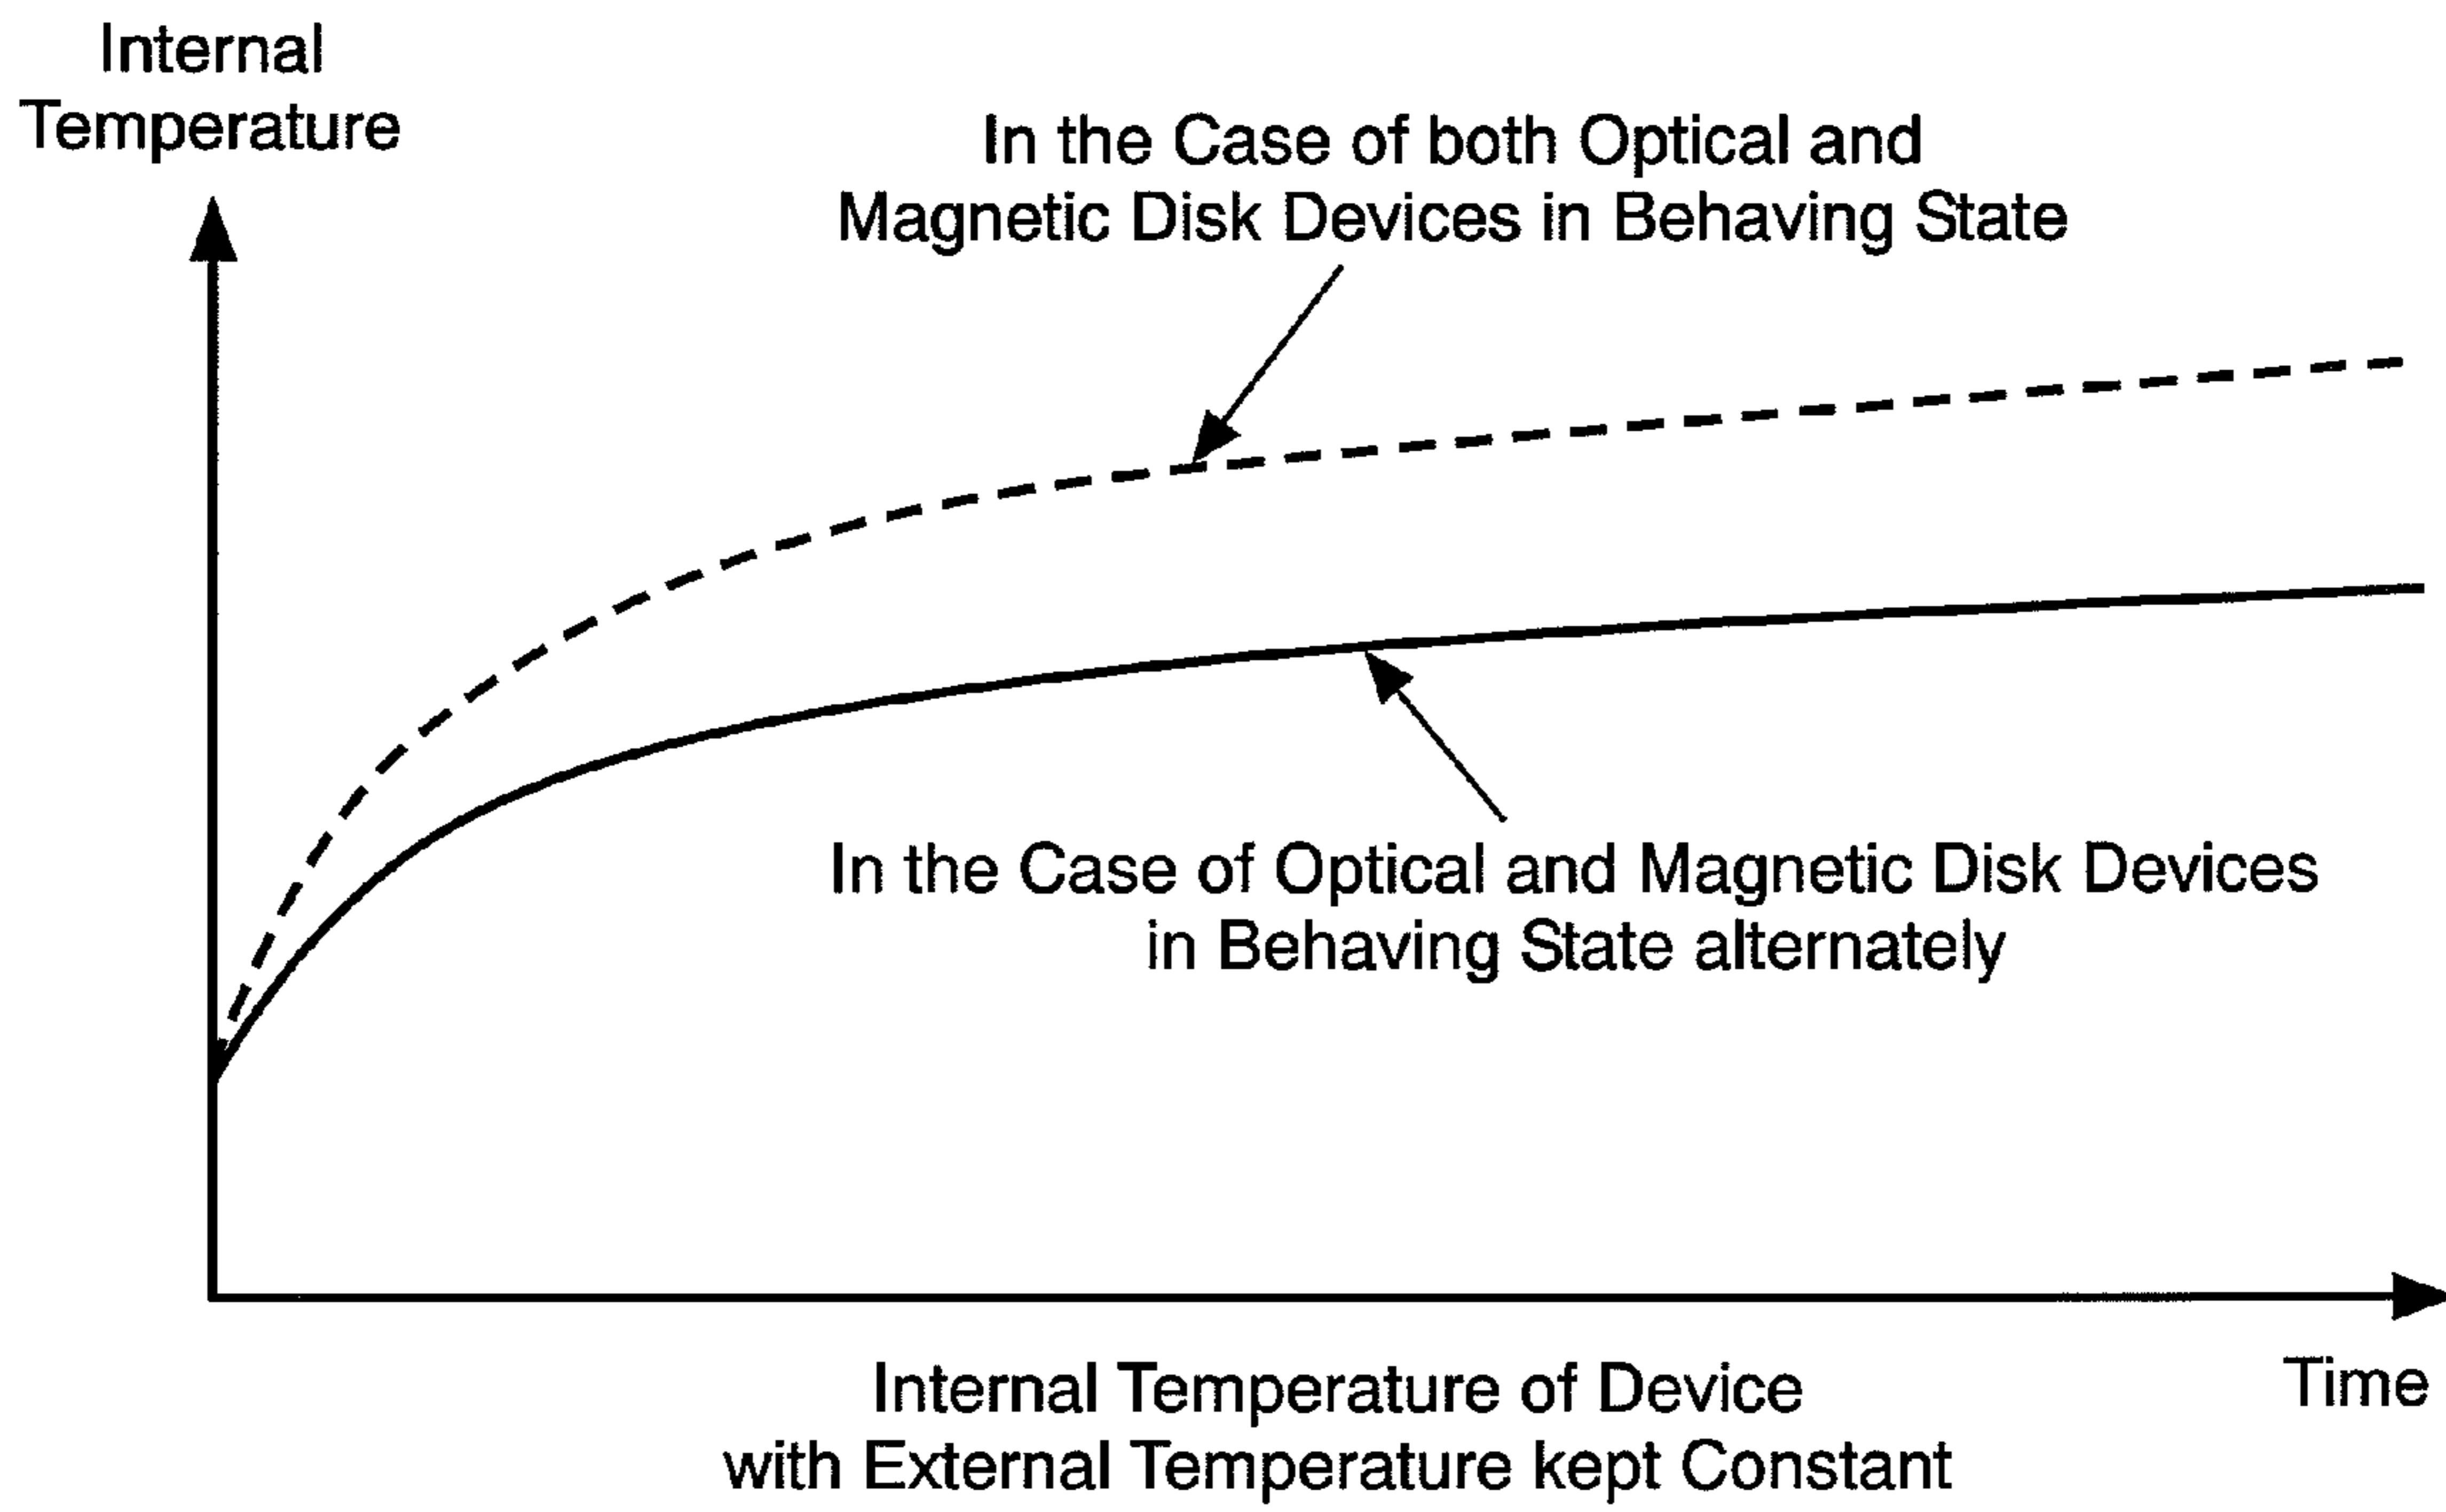 Internal
Temperature
In the Case of both Optical and
Magnetic Disk Devices in Behaving State
In the Case of Optical and Magnetic Disk Devices
in Behaving State alternately
Time
Internal Temperature of Device
with External Temperature kept Constant